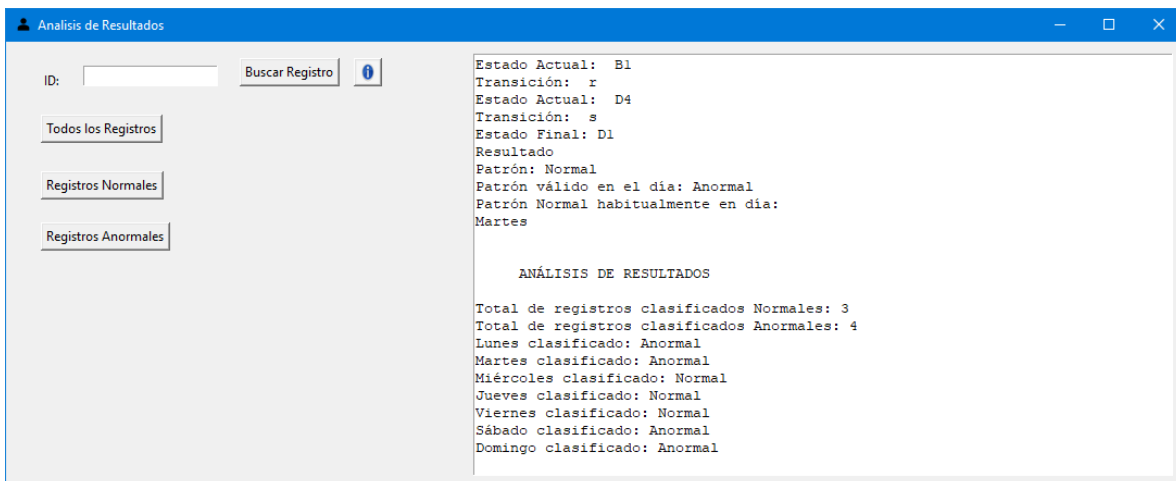 Analisis de Resultados
ID:
Buscar Registro
Todos los Registros
Registros Normales
Registros Anormales
Estado Actual:  B1
Transición:  r
Estado Actual:  D4
Transición:  s
Estado Final: D1
Resultado
Patrón: Normal
Patrón válido en el día: Anormal
Patrón Normal habitualmente en día:
Martes
ANÁLISIS DE RESULTADOS
Total de registros clasificados Normales: 3
Total de registros clasificados Anormales: 4
Lunes clasificado: Anormal
Martes clasificado: Anormal
Miércoles clasificado: Normal
Jueves clasificado: Normal
Viernes clasificado: Normal
Sábado clasificado: Anormal
Domingo clasificado: Anormal